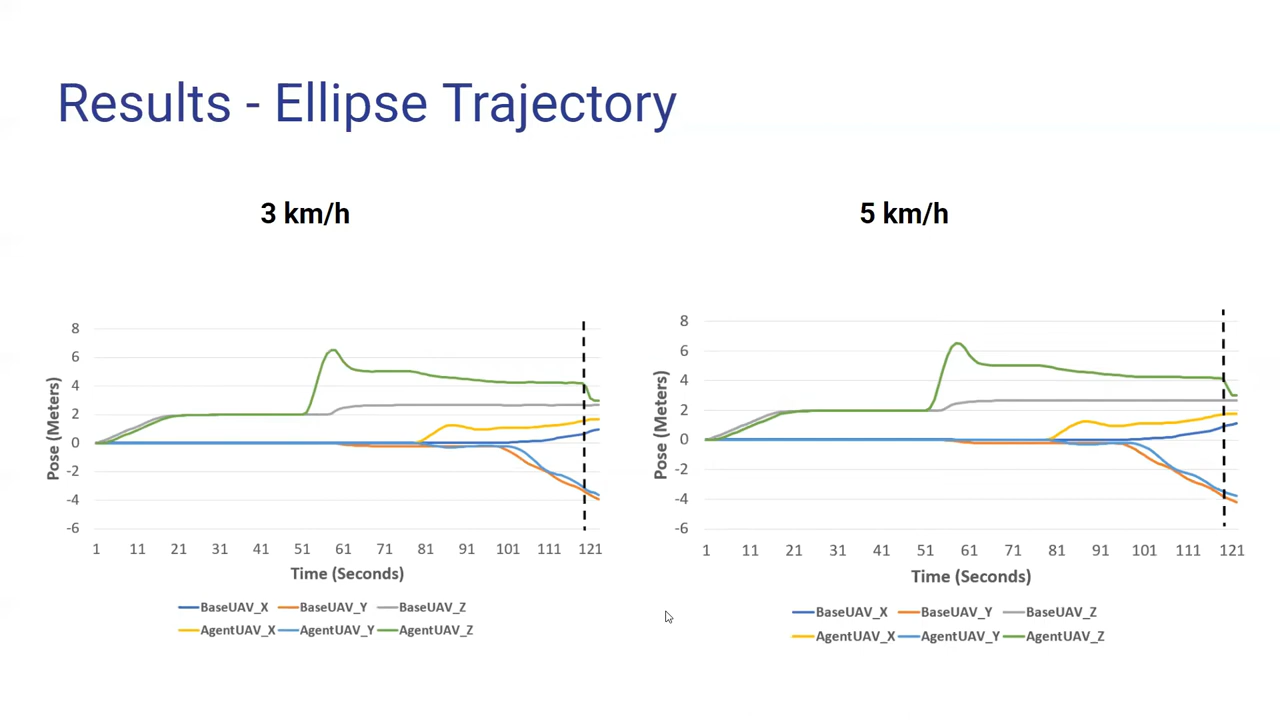 Results - Ellipse Trajectory
3 km/h
8
6
4
2
0
-2
-4
-6
Pose (Meters)
1 11 21 31 41 51 61 71 81 91 101 111 121
Time (Seconds)
BaseUAV_X BaseUAV_Y BaseUAV_Z
AgentUAV_X AgentUAV_Y AgentUAV_Z
5 km/h
8
6
4
2
0
-2
-4
-6
Pose (Meters)
1 11 21 31 41 51 61 71 81 91 101 111 121
Time (Seconds)
BaseUAV_X BaseUAV_Y BaseUAV_Z
AgentUAV_X AgentUAV_Y AgentUAV_Z